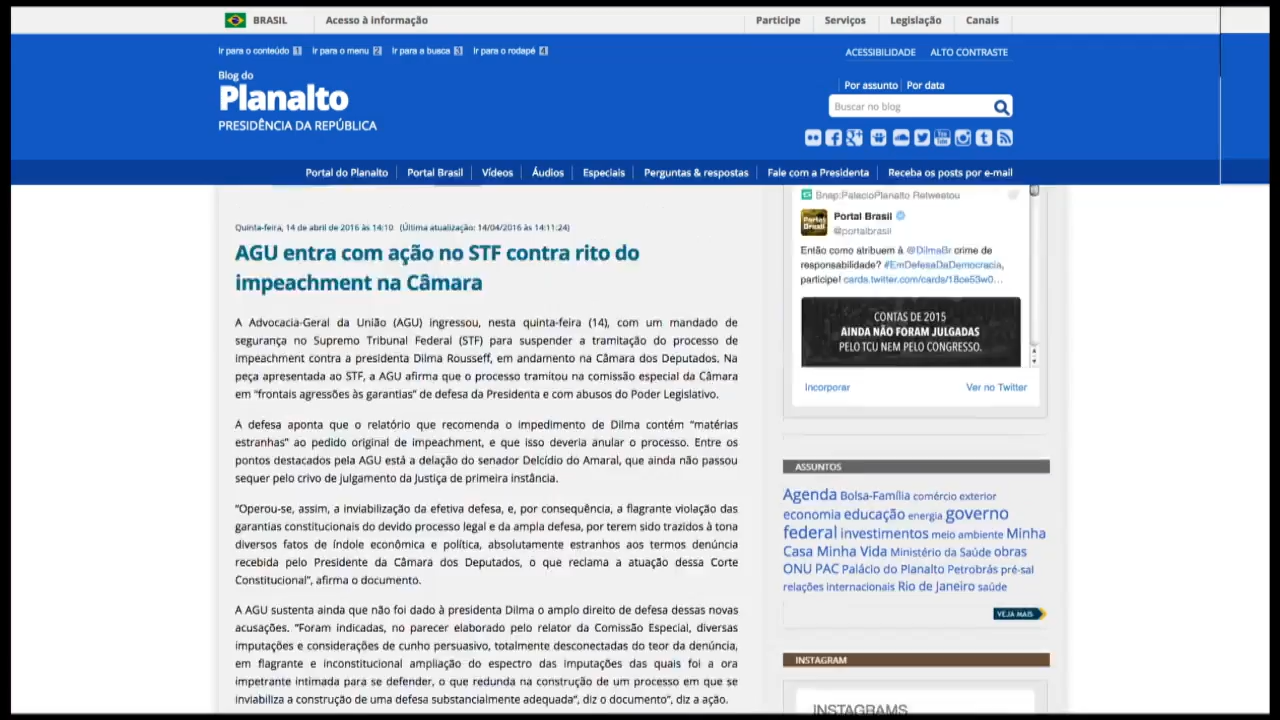 BRASIL Acesso à informação Participe Serviços Legislação Canais
Ir para o conteúdo 1 Ir para o menu 2 Ir para a busca 3 Ir para o rodapé 4 ACESSIBILIDADE ALTO CONTRASTE
Blog do
Planalto
PRESIDÊNCIA DA REPÚBLICA
Por assunto Por data
Buscar no blog
Portal do Planalto Portal Brasil Vídeos Áudios Especiais Perguntas & respostas Fale com a Presidenta Receba os posts por e-mail
Quinta-feira, 14 de abril de 2016 às 14:10 (Última atualização: 14/04/2016 às 14:11:24)
AGU entra com ação no STF contra rito do
impeachment na Câmara
A Advocacia-Geral da União (AGU) ingressou, nesta quinta-feira (14), com um mandado de
segurança no Supremo Tribunal Federal (STF) para suspender a tramitação do processo de
impeachment contra a presidenta Dilma Rousseff, em andamento na Câmara dos Deputados. Na
peça apresentada ao STF, a AGU afirma que o processo tramitou na comissão especial da Câmara
em “frontais agressões às garantias” de defesa da Presidenta e com abusos do Poder Legislativo.
A defesa aponta que o relatório que recomenda o impedimento de Dilma contém “matérias
estranhas” ao pedido original de impeachment, e que isso deveria anular o processo. Entre os
pontos destacados pela AGU está a delação do senador Delcídio do Amaral, que ainda não passou
sequer pelo crivo de julgamento da Justiça de primeira instância.
“Operou-se, assim, a inviabilização da efetiva defesa, e, por consequência, a flagrante violação das
garantias constitucionais do devido processo legal e da ampla defesa, por terem sido trazidos à tona
diversos fatos de índole econômica e política, absolutamente estranhos aos termos denúncia
recebida pelo Presidente da Câmara dos Deputados, o que reclama a atuação dessa Corte
Constitucional”, afirma o documento.
A AGU sustenta ainda que não foi dado à presidenta Dilma o amplo direito de defesa dessas novas
acusações. “Foram indicadas, no parecer elaborado pelo relator da Comissão Especial, diversas
imputações e considerações de cunho persuasivo, totalmente desconectadas do teor da denúncia,
em flagrante e inconstitucional ampliação do espectro das imputações das quais foi a ora
impetrante intimada para se defender, o que redunda na construção de um processo em que se
inviabiliza a construção de uma defesa substancialmente adequada”, diz o documento”, diz a ação.
Snap:PalacioPlanalto Retweetou
Portal Brasil
@portalbrasil
Então como atribuem à @DilmaBr crime de
responsabilidade? #EmDefesaDaDemocracia,
participe! cards.twitter.com/cards/18ce53w0…
CONTAS DE 2015
AINDA NÃO FORAM JULGADAS
PELO TCU NEM PELO CONGRESSO.
Incorporar Ver no Twitter
ASSUNTOS
Agenda Bolsa-Família comércio exterior
economia educação energia governo
federal investimentos meio ambiente Minha
Casa Minha Vida Ministério da Saúde obras
ONU PAC Palácio do Planalto Petrobrás pré-sal
relações internacionais Rio de Janeiro saúde
VEJA MAIS
INSTAGRAM
INSTAGRAMS